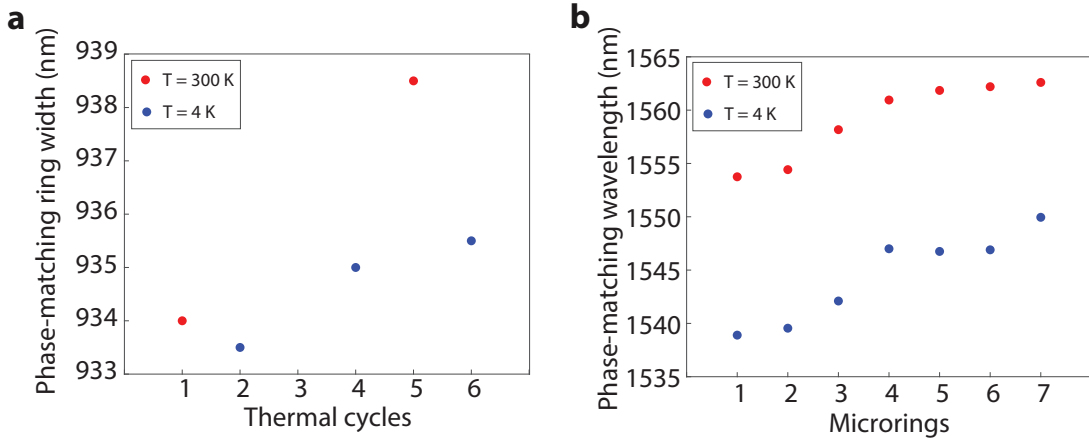 a
Phase-matching ring width (nm)
939
938
937
936
935
934
933
T = 300 K
T = 4 K
1 2 3 4 5 6
Thermal cycles
b
Phase-matching wavelength (nm)
1565
1560
1555
1550
1545
1540
1535
T = 300 K
T = 4 K
1 2 3 4 5 6 7
Microrings